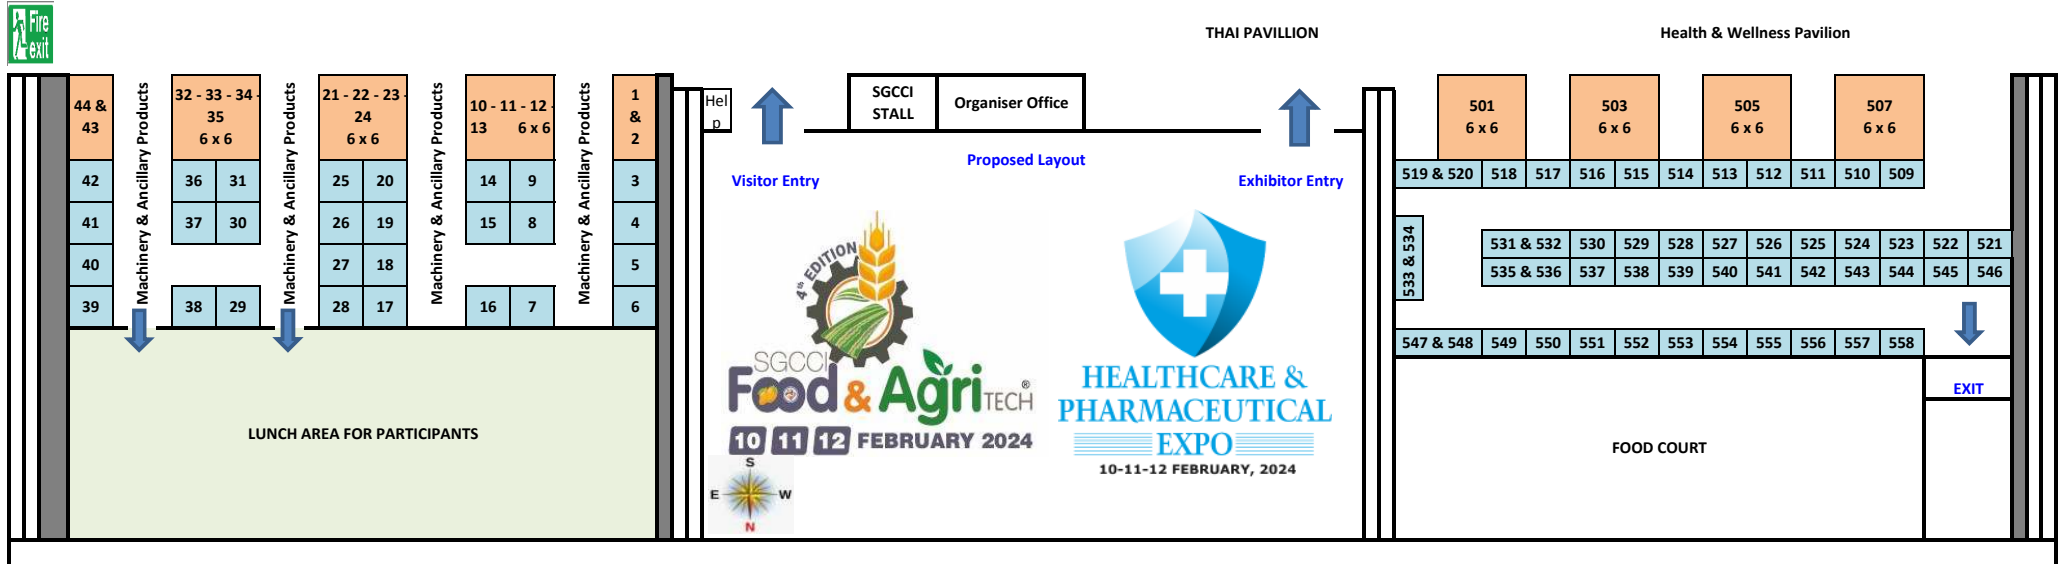 Fire
exit
THAI PAVILLION
Health & Wellness Pavilion
44 &
43
Machinery & Ancillary Products
32 - 33 - 34 -
35
6 x 6
Machinery & Ancillary Products
21 - 22 - 23 -
24
6 x 6
Machinery & Ancillary Products
10 - 11 - 12 -
13 6 x 6
Machinery & Ancillary Products
1
&
2
Hel
p
SGCCI
STALL
Organiser Office
501
6 x 6
503
6 x 6
505
6 x 6
507
6 x 6
42 36 31 25 20 14 9 3
41 37 30 26 19 15 8 4
40 27 18 5
39 38 29 28 17 16 7 6
Visitor Entry
Proposed Layout
Exhibitor Entry
519 & 520 518 517 516 515 514 513 512 511 510 509
533 & 534
531 & 532 530 529 528 527 526 525 524 523 522 521
535 & 536 537 538 539 540 541 542 543 544 545 546
547 & 548 549 550 551 552 553 554 555 556 557 558
4th EDITION
SGCCI
Food & Agri TECH ®
10 11 12 FEBRUARY 2024
HEALTHCARE &
PHARMACEUTICAL
EXPO
10-11-12 FEBRUARY, 2024
S
E W
N
LUNCH AREA FOR PARTICIPANTS
EXIT
FOOD COURT